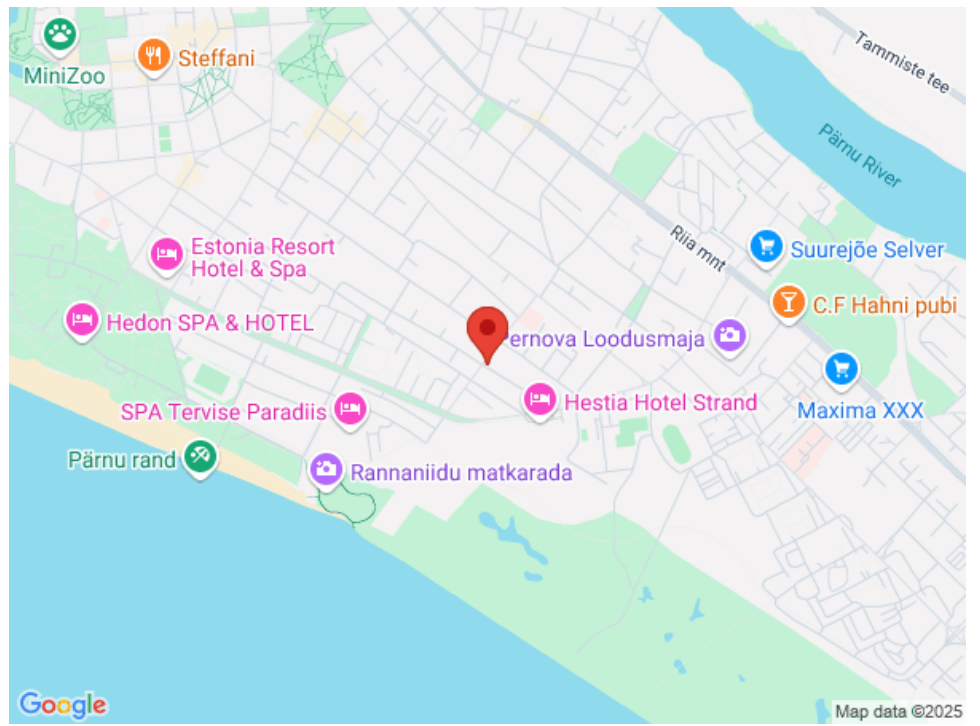 MiniZoo
Steffani
Tammiste tee
Pärnu River
Riia mnt
Suurejõe Selver
Estonia Resort
Hotel & Spa
C.F Hahni pubi
Hedon SPA & HOTEL
ernova Loodusmaja
Maxima XXX
SPA Tervise Paradiis
Hestia Hotel Strand
Pärnu rand
Rannaniidu matkarada
Google
Map data ©2025